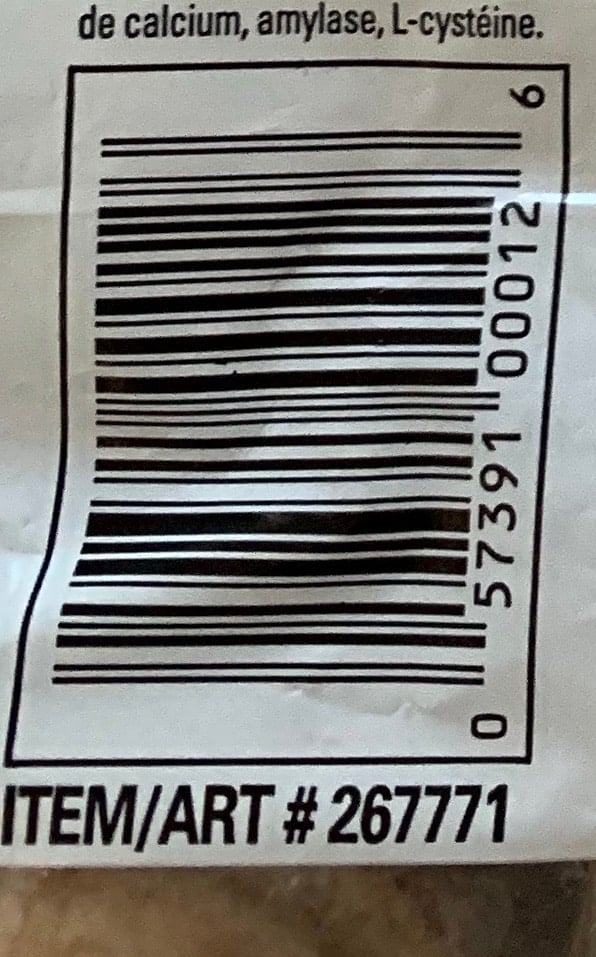 de calcium, amylase, L-cystéine.
0 57391 00012 6
ITEM/ART # 267771